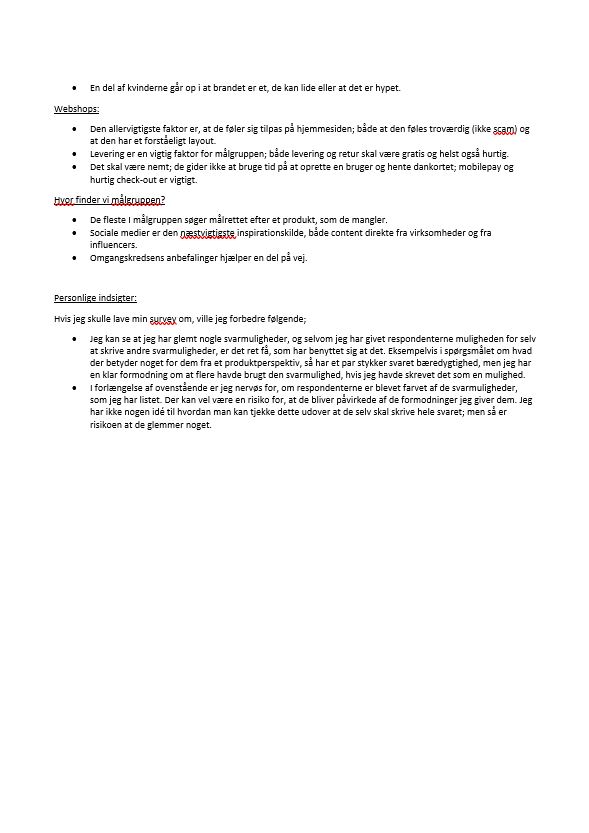 • En del af kvinderne går op i at brandet er et, de kan lide eller at det er hypet.
Webshops:
• Den allervigtigste faktor er, at de føler sig tilpas på hjemmesiden; både at den føles troværdig (ikke scam) og
at den har et forståeligt layout.
• Levering er en vigtig faktor for målgruppen; både levering og retur skal være gratis og helst også hurtig.
• Det skal være nemt; de gider ikke at bruge tid på at oprette en bruger og hente dankortet; mobilepay og
hurtig check-out er vigtigt.
Hvor finder vi målgruppen?
• De fleste I målgruppen søger målrettet efter et produkt, som de mangler.
• Sociale medier er den næstvigtigste inspirationskilde, både content direkte fra virksomheder og fra
influencers.
• Omgangskredsens anbefalinger hjælper en del på vej.
Personlige indsigter:
Hvis jeg skulle lave min survey om, ville jeg forbedre følgende;
• Jeg kan se at jeg har glemt nogle svarmuligheder, og selvom jeg har givet respondenterne muligheden for selv
at skrive andre svarmuligheder, er det ret få, som har benyttet sig at det. Eksempelvis i spørgsmålet om hvad
der betyder noget for dem fra et produktperspektiv, så har et par stykker svaret bæredygtighed, men jeg har
en klar formodning om at flere havde brugt den svarmulighed, hvis jeg havde skrevet det som en mulighed.
• I forlængelse af ovenstående er jeg nervøs for, om respondenterne er blevet farvet af de svarmuligheder,
som jeg har listet. Der kan vel være en risiko for, at de bliver påvirkede af de formodninger jeg giver dem. Jeg
har ikke nogen idé til hvordan man kan tjekke dette udover at de selv skal skrive hele svaret; men så er
risikoen at de glemmer noget.